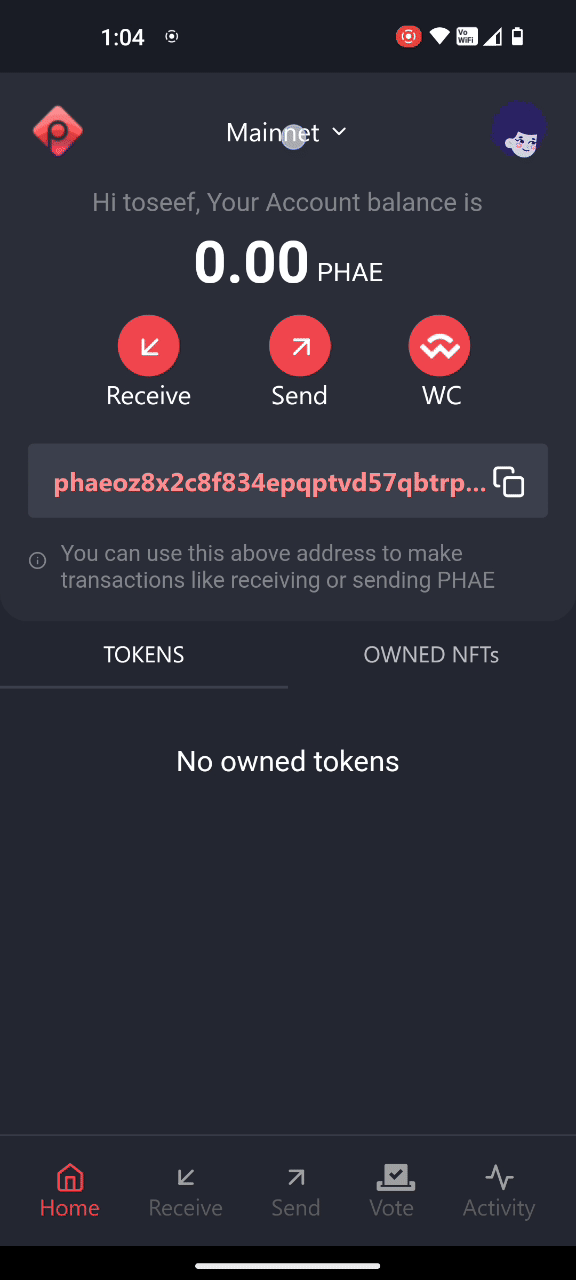 1:04
Vo
WiFi
Mainnet
Hi toseef, Your Account balance is
0.00 PHAE
Receive
Send
WC
phaeoz8x2c8f834epqptvd57qbtrp...
You can use this above address to make
transactions like receiving or sending PHAE
TOKENS
OWNED NFTs
No owned tokens
Home
Receive
Send
Vote
Activity